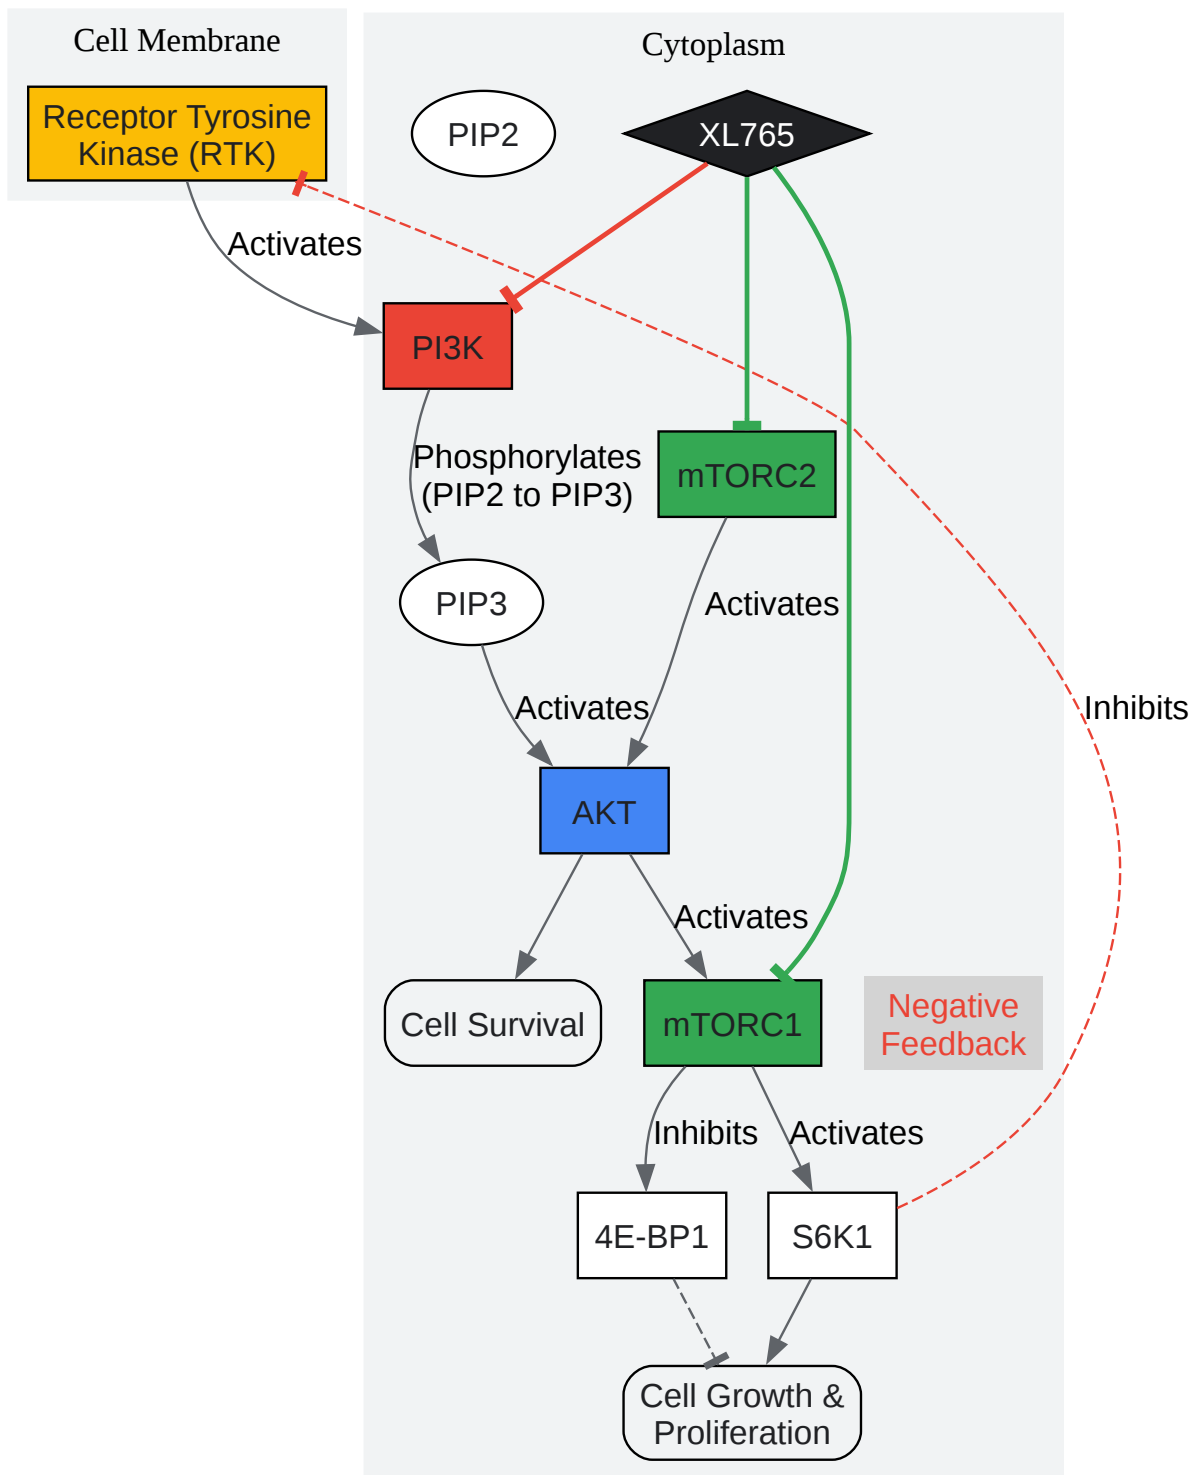 Cell Membrane
Cytoplasm
Receptor Tyrosine
Kinase (RTK)
PIP2
XL765
Activates
PI3K
Phosphorylates
(PIP2 to PIP3)
mTORC2
PIP3
Activates
Activates
Inhibits
AKT
Activates
Cell Survival
mTORC1
Negative
Feedback
Inhibits
Activates
4E-BP1
S6K1
Cell Growth &
Proliferation